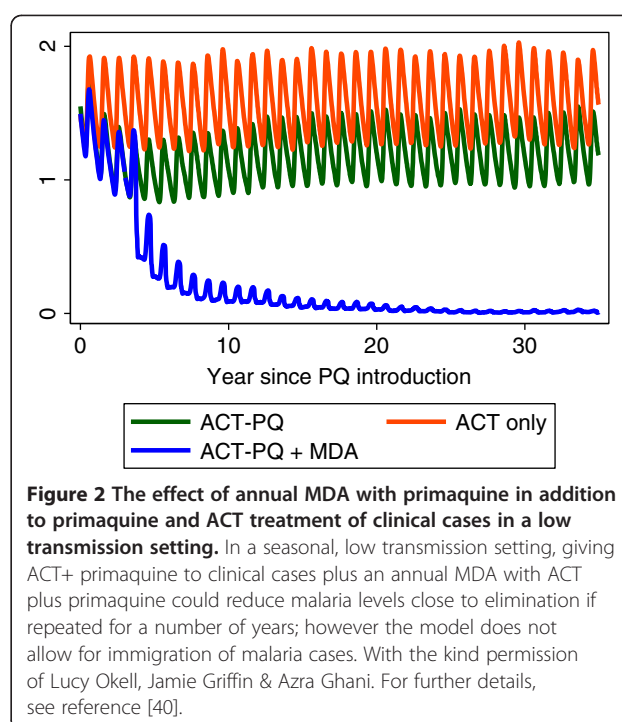 2
1
0
0 10 20 30
Year since PQ introduction
ACT-PQ ACT only
ACT-PQ + MDA
Figure 2 The effect of annual MDA with primaquine in addition
to primaquine and ACT treatment of clinical cases in a low
transmission setting. In a seasonal, low transmission setting, giving
ACT+ primaquine to clinical cases plus an annual MDA with ACT
plus primaquine could reduce malaria levels close to elimination if
repeated for a number of years; however the model does not
allow for immigration of malaria cases. With the kind permission
of Lucy Okell, Jamie Griffin & Azra Ghani. For further details,
see reference [40].